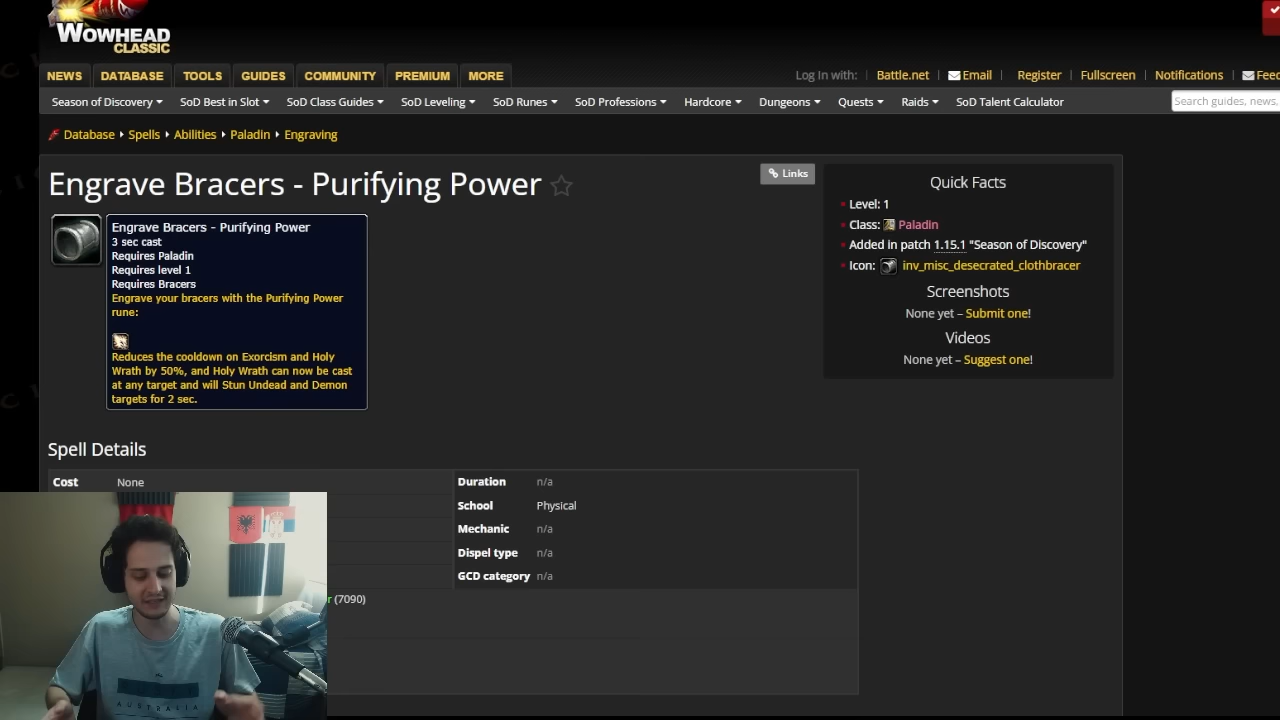 WOWHEAD
CLASSIC
NEWS DATABASE TOOLS GUIDES COMMUNITY PREMIUM MORE
Log In with: Battle.net | Email | Register | Fullscreen | Notifications | Feed
Season of Discovery SoD Best in Slot SoD Class Guides SoD Leveling SoD Runes SoD Professions Hardcore Dungeons Quests Raids SoD Talent Calculator
Search guides, news,
Database Spells Abilities Paladin Engraving
Engrave Bracers - Purifying Power
Links
Engrave Bracers - Purifying Power
3 sec cast
Requires Paladin
Requires level 1
Requires Bracers
Engrave your bracers with the Purifying Power
rune:
Reduces the cooldown on Exorcism and Holy
Wrath by 50%, and Holy Wrath can now be cast
at any target and will Stun Undead and Demon
targets for 2 sec.
Quick Facts
Level: 1
Class: Paladin
Added in patch 1.15.1 "Season of Discovery"
Icon: inv_misc_desecrated_clothbracer
Screenshots
None yet – Submit one!
Videos
None yet – Suggest one!
Spell Details
Cost None
Duration n/a
School Physical
Mechanic n/a
Dispel type n/a
GCD category n/a
r (7090)
AUSTRALIA